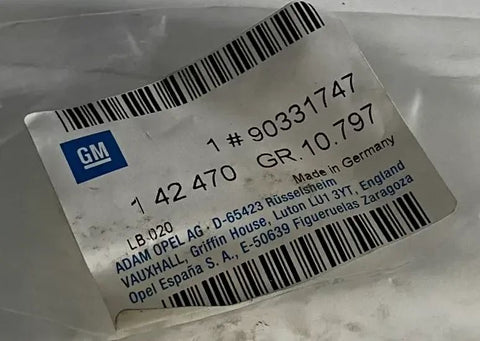 GM
1 # 90331747
1 42 470 GR.10.797
LB 020 Made in Germany
ADAM OPEL AG · D-65423 Rüsselsheim
VAUXHALL, Griffin House, Luton LU1 3YT, England
Opel España S. A., E-50639 Figueruelas Zaragoza